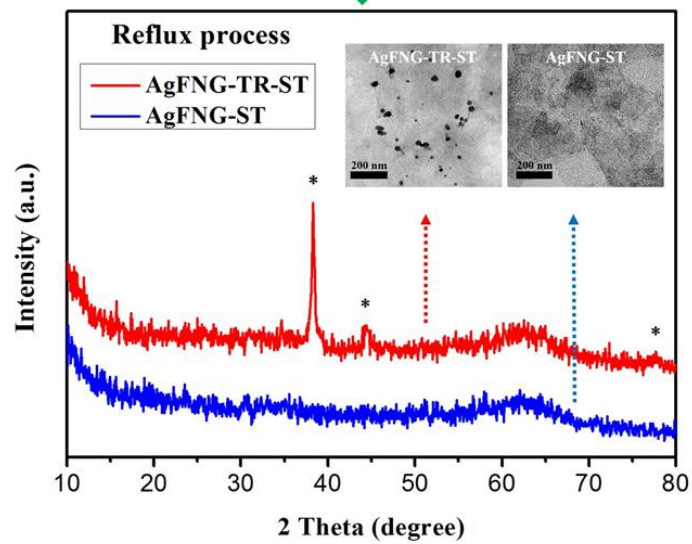 Reflux process
AgFNG-TR-ST
AgFNG-ST
AgFNG-TR-ST
AgFNG-ST
200 nm
200 nm
*
*
*
Intensity (a.u.)
10 20 30 40 50 60 70 80
2 Theta (degree)